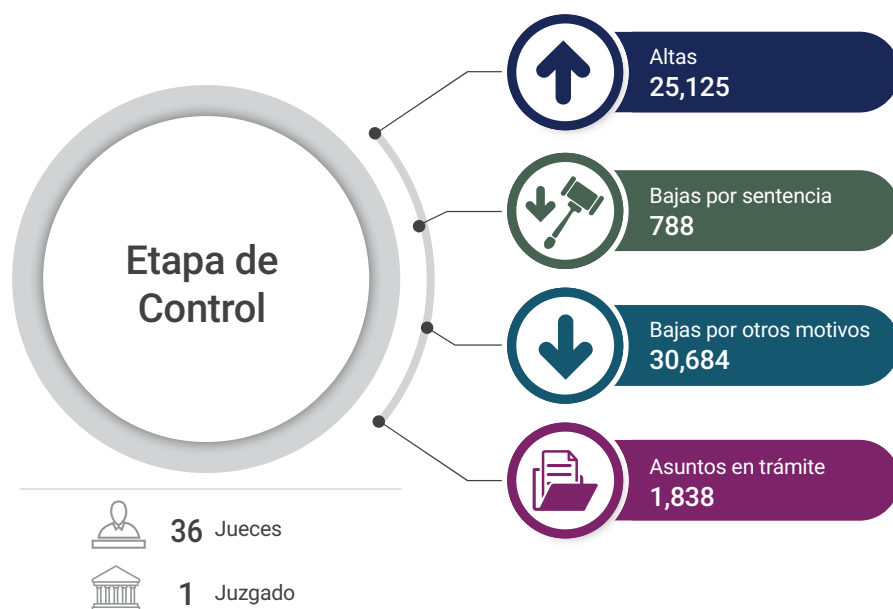 Etapa de
Control
Altas
25,125
Bajas por sentencia
788
Bajas por otros motivos
30,684
Asuntos en trámite
1,838
36 Jueces
1 Juzgado